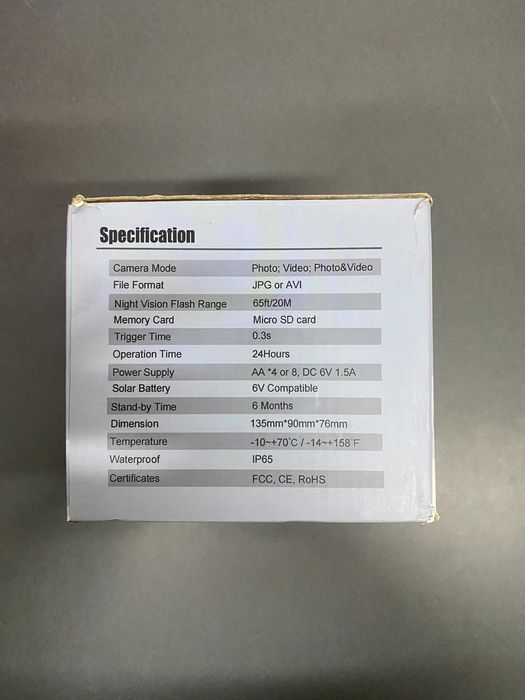 Specification
Camera Mode Photo; Video; Photo&Video
File Format JPG or AVI
Night Vision Flash Range 65ft/20M
Memory Card Micro SD card
Trigger Time 0.3s
Operation Time 24Hours
Power Supply AA *4 or 8, DC 6V 1.5A
Solar Battery 6V Compatible
Stand-by Time 6 Months
Dimension 135mm*90mm*76mm
Temperature -10~+70°C / -14~+158°F
Waterproof IP65
Certificates FCC, CE, RoHS